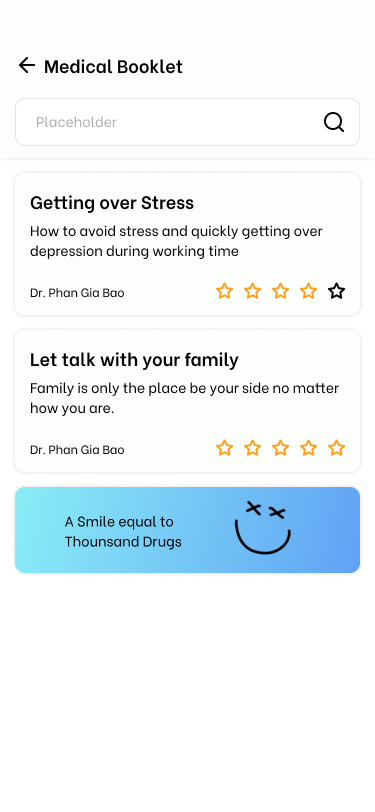 Medical Booklet
Placeholder
Getting over Stress
How to avoid stress and quickly getting over
depression during working time
Dr. Phan Gia Bao
Let talk with your family
Family is only the place be your side no matter
how you are.
Dr. Phan Gia Bao
A Smile equal to
Thounsand Drugs